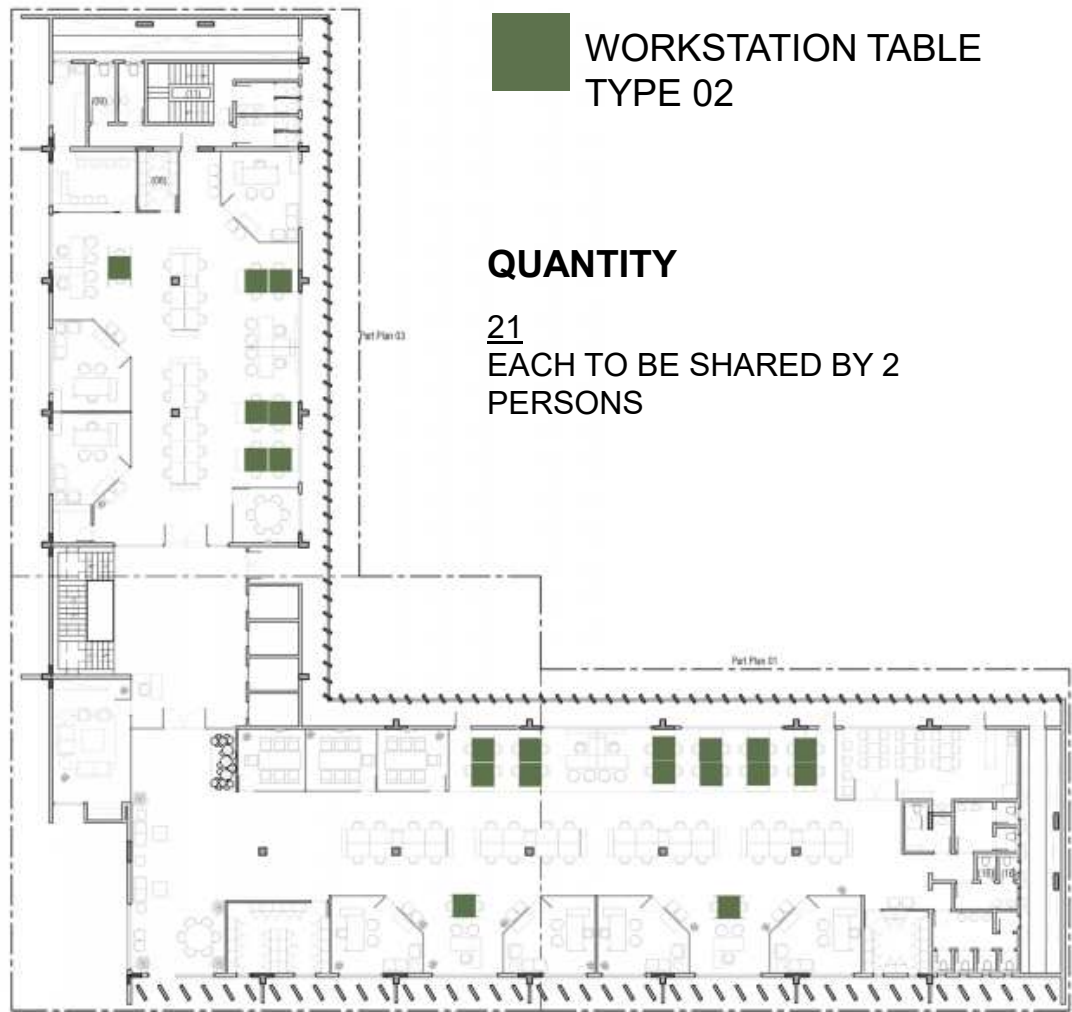 WORKSTATION TABLE
TYPE 02
QUANTITY
21
EACH TO BE SHARED BY 2
PERSONS
Part Plan 03
Part Plan 01